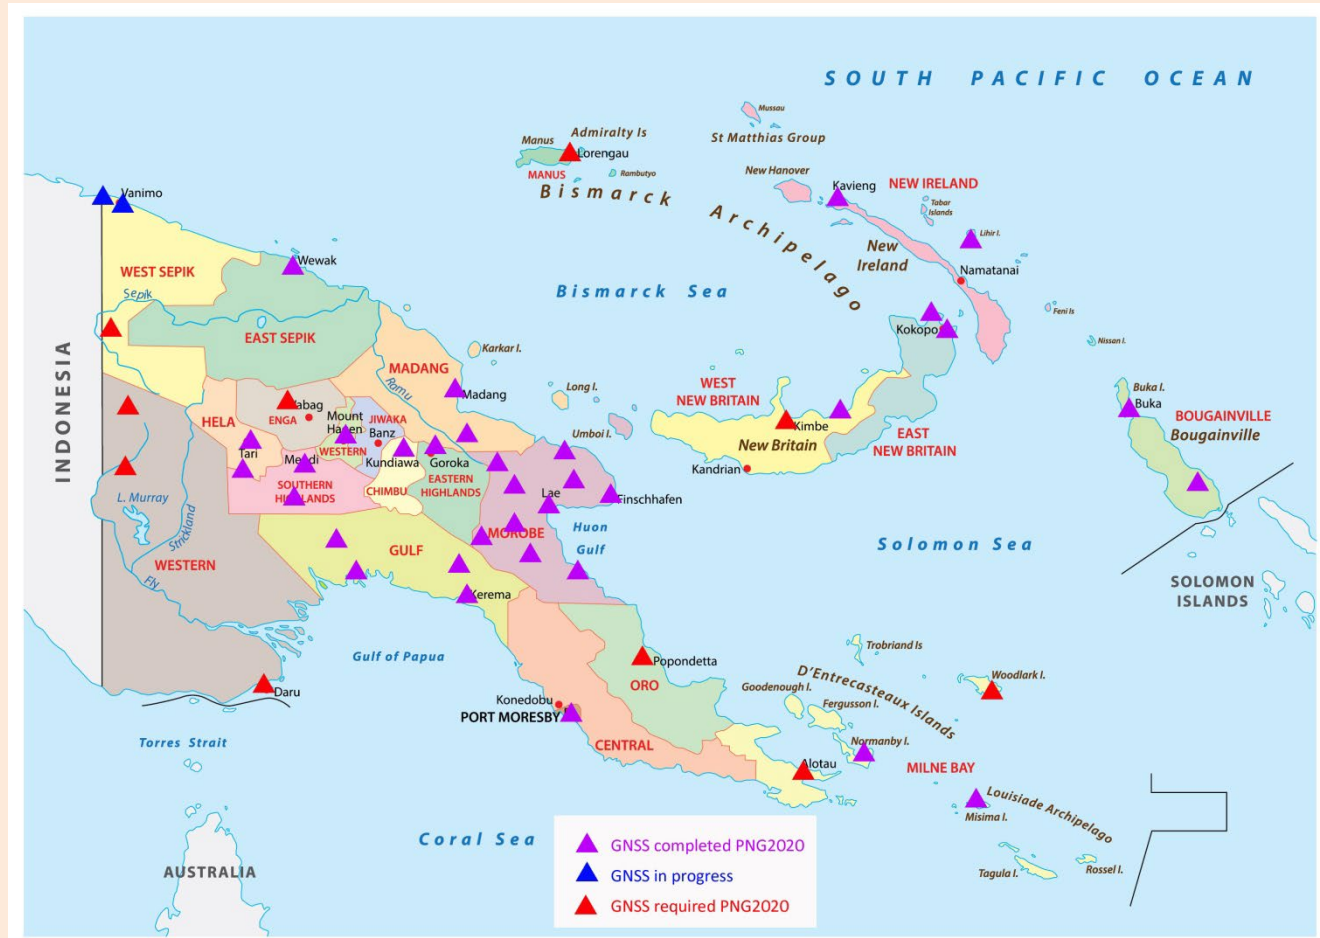 SOUTH PACIFIC OCEAN
Mussau
St Matthias Group
Manus
Admiralty Is
Lorengau
MANUS
Rambutyo
Bismarck Archipelago
New Hanover
Kavieng
NEW IRELAND
Tabar
Islands
Lihir I.
New
Ireland
Namatanai
Feni Is
Nissan I.
Vanimo
WEST SEPIK
Sepik
Wewak
Bismarck Sea
EAST SEPIK
INDONESIA
MADANG
Karkar I.
Ramu
Madang
Long I.
Umboi I.
Kokopo
WEST
NEW BRITAIN
Kimbe
New Britain
EAST
NEW BRITAIN
Kandrian
Buka I.
Buka
BOUGAINVILLE
Bougainville
HELA
abag
ENGA
Mount
Hagen
JIWAKA
Banz
WESTERN
Tari
Mendi
Kundiawa
Goroka
SOUTHERN
HIGHLANDS
CHIMBU
EASTERN
HIGHLANDS
Lae
Finschhafen
MOROBE
Huon
Gulf
L. Murray
Strickland
WESTERN
Fly
GULF
Kerema
Solomon Sea
SOLOMON
ISLANDS
Gulf of Papua
Daru
Popondetta
ORO
Trobriand Is
D'Entrecasteaux Islands
Woodlark I.
Goodenough I.
Fergusson I.
Konedobu
PORT MORESBY
CENTRAL
Normanby I.
Alotau
MILNE BAY
Torres Strait
Louisiade Archipelago
Misima I.
Coral Sea
Tagula I.
Rossel I.
AUSTRALIA
GNSS completed PNG2020
GNSS in progress
GNSS required PNG2020